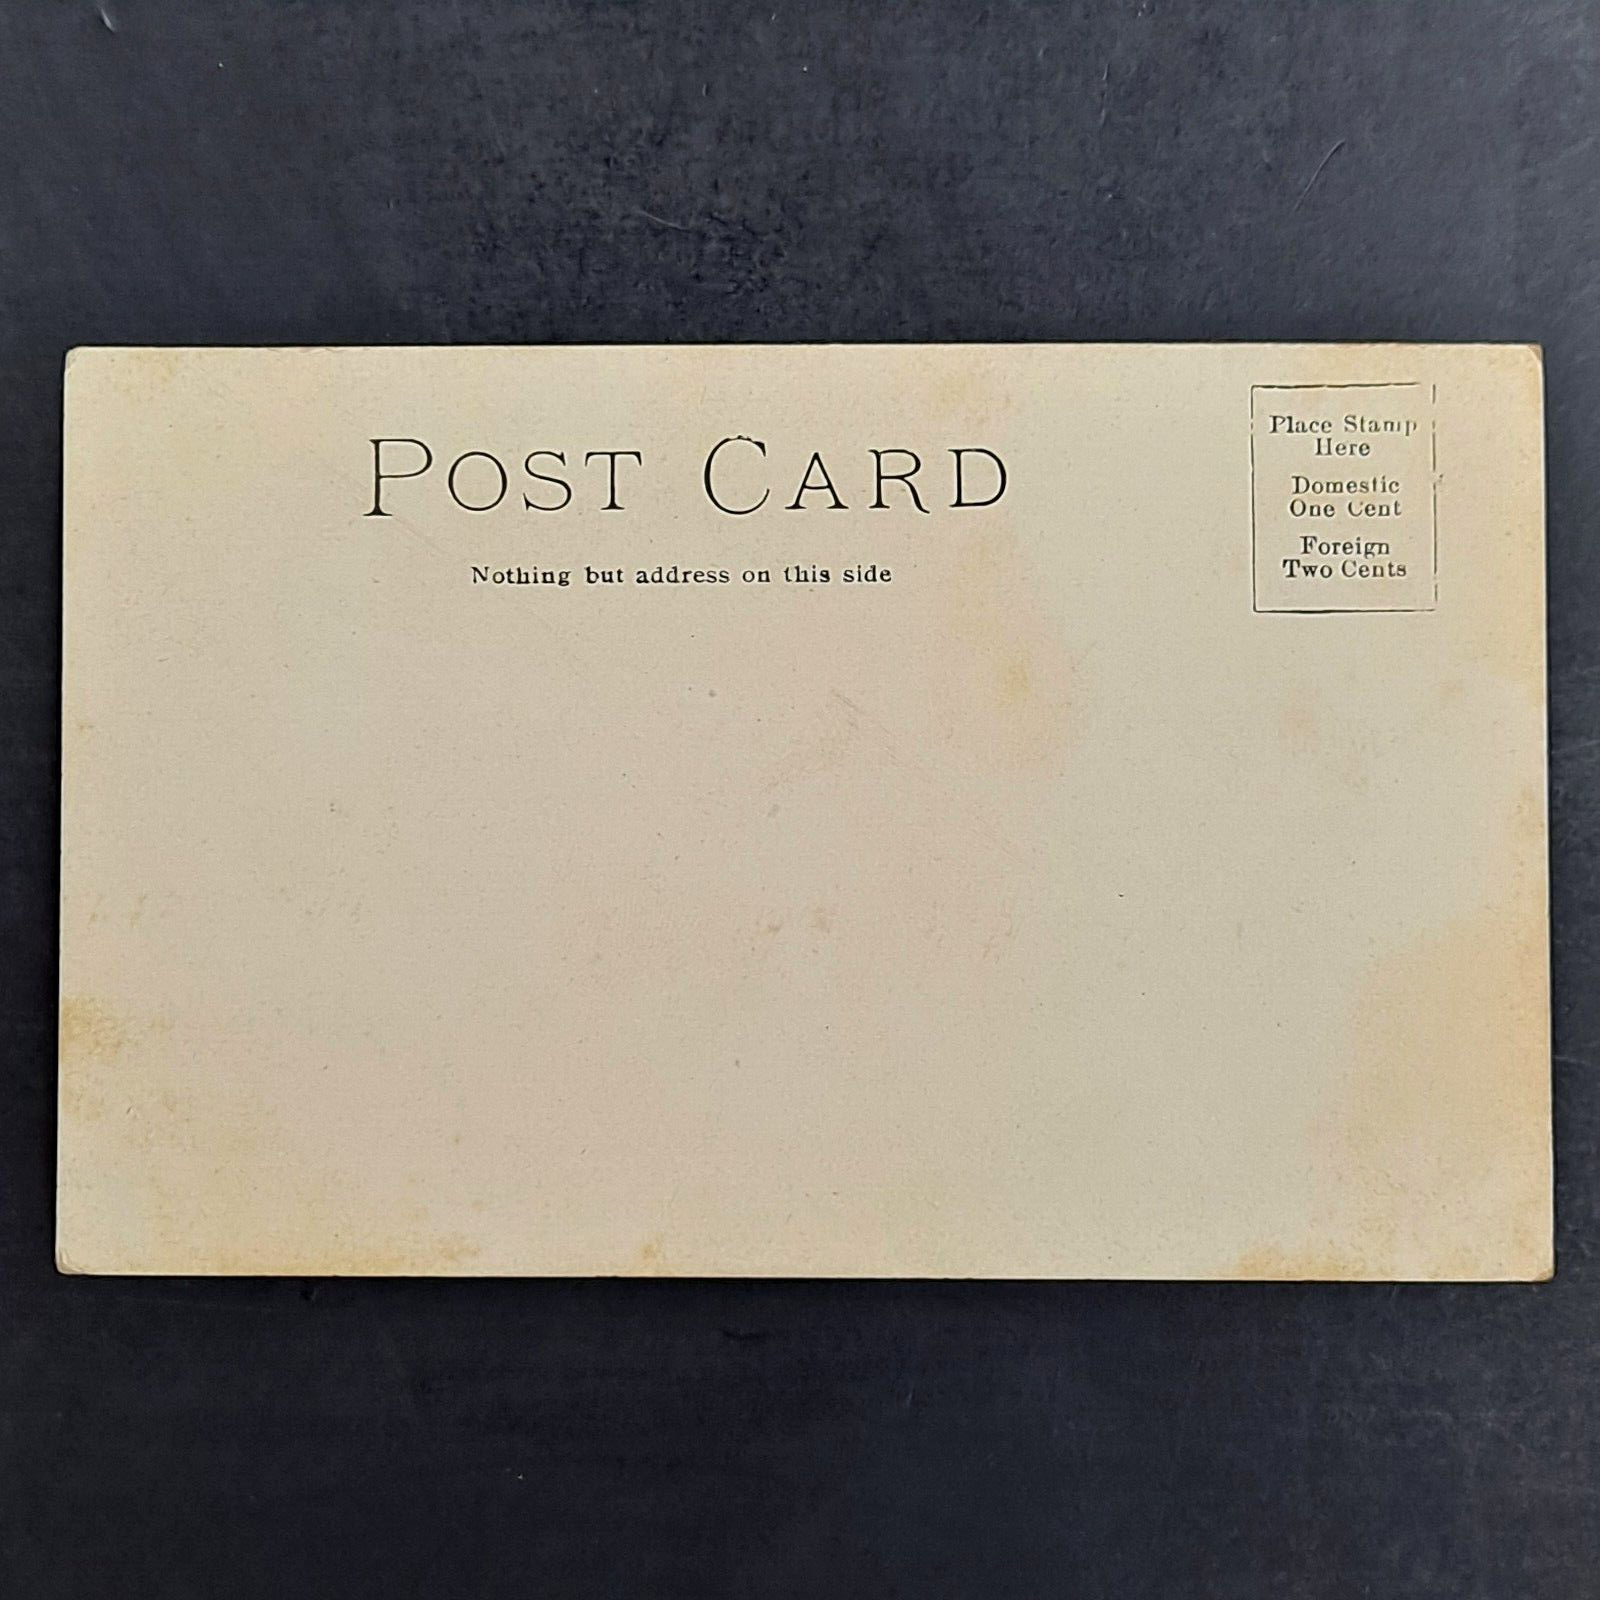 POST CARD
Nothing but address on this side
Place Stamp
Here
Domestic
One Cent
Foreign
Two Cents